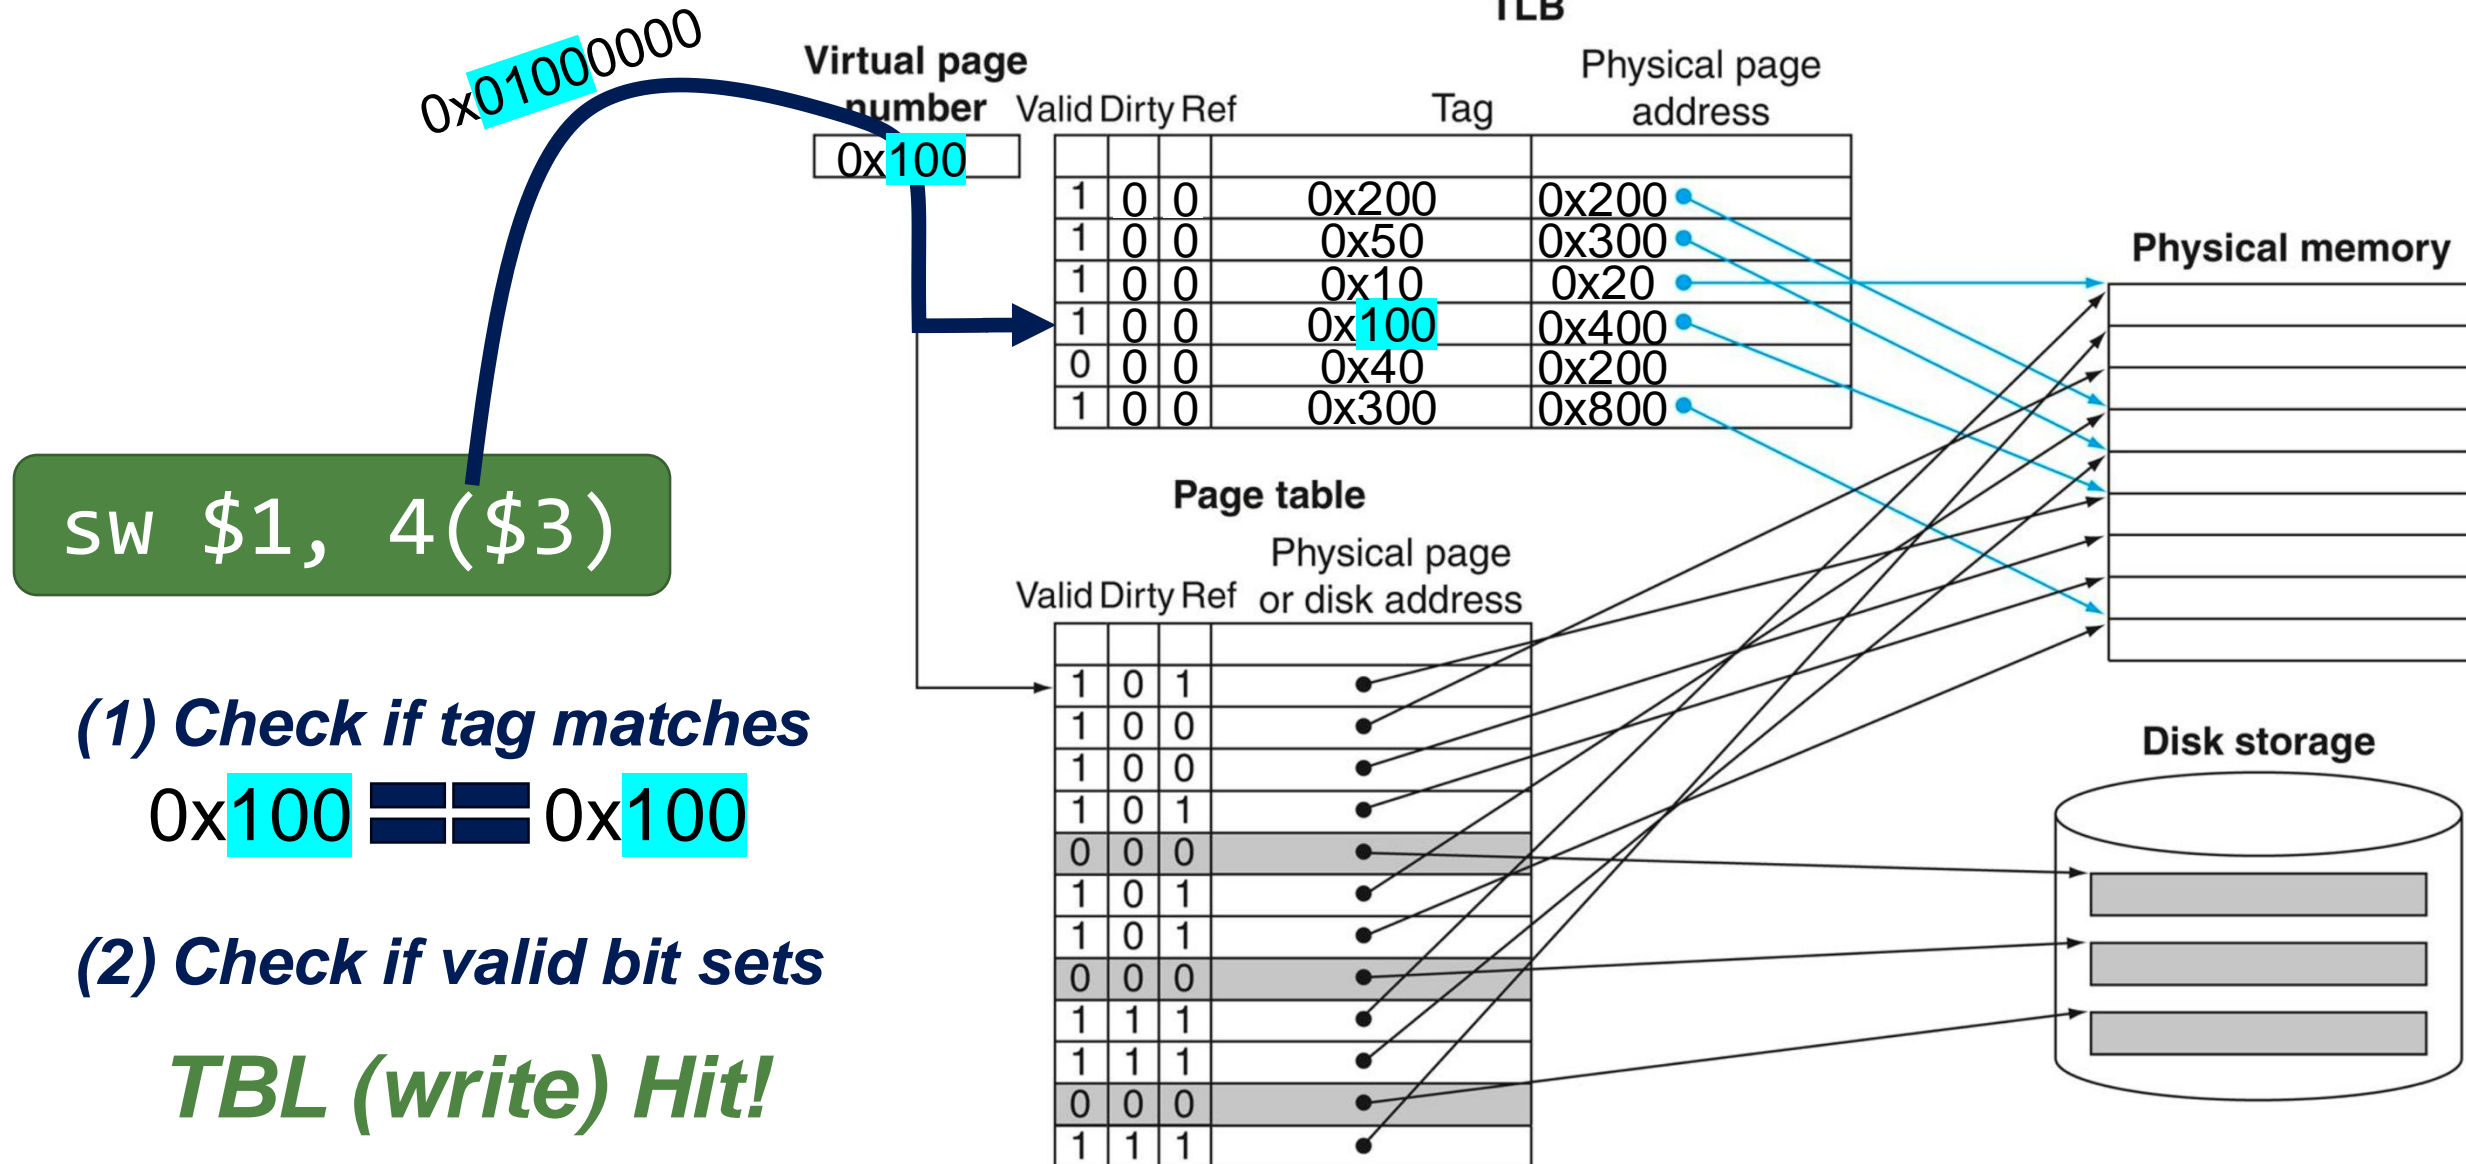 TLB
0x01000000
Virtual page
number
0x100
Physical page
Valid Dirty Ref Tag address
1 0 0 0x200 0x200
1 0 0 0x50 0x300
1 0 0 0x10 0x20
1 0 0 0x100 0x400
0 0 0 0x40 0x200
1 0 0 0x300 0x800
Physical memory
sw $1, 4($3)
Page table
Physical page
Valid Dirty Ref or disk address
1 0 1
1 0 0
1 0 0
1 0 1
0 0 0
1 0 1
1 0 1
0 0 0
1 1 1
1 1 1
0 0 0
1 1 1
Disk storage
(1) Check if tag matches
0x100 == 0x100
(2) Check if valid bit sets
TBL (write) Hit!